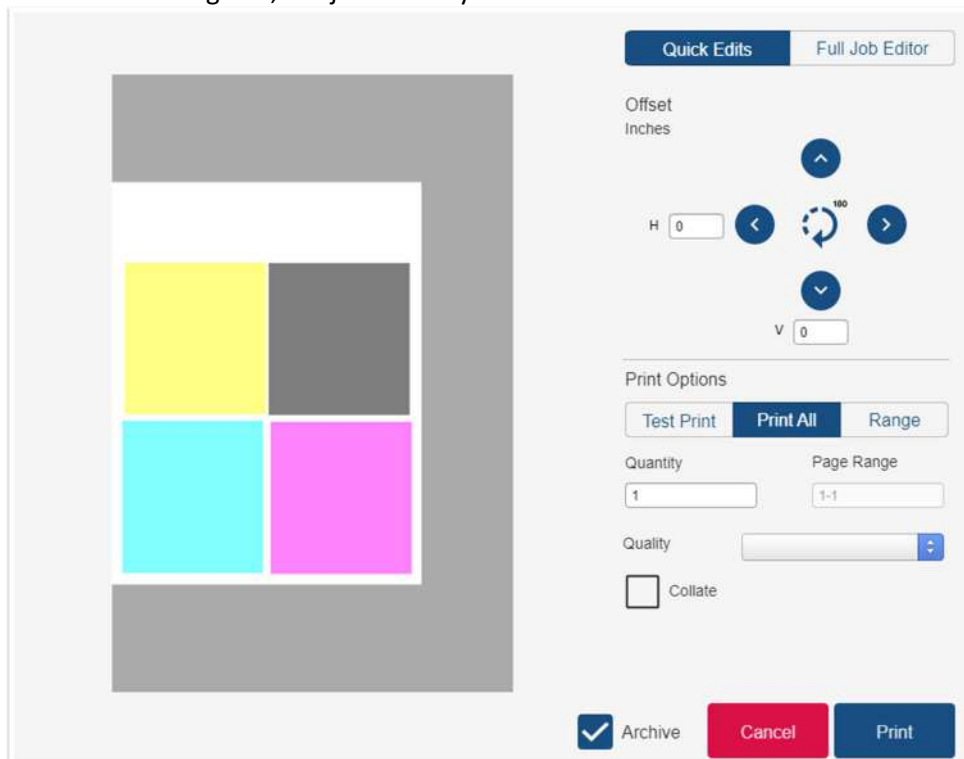 Quick Edits Full Job Editor
Offset
Inches
180
H 0
V 0
Print Options
Test Print Print All Range
Quantity Page Range
1 1-1
Quality
Collate
Archive Cancel Print